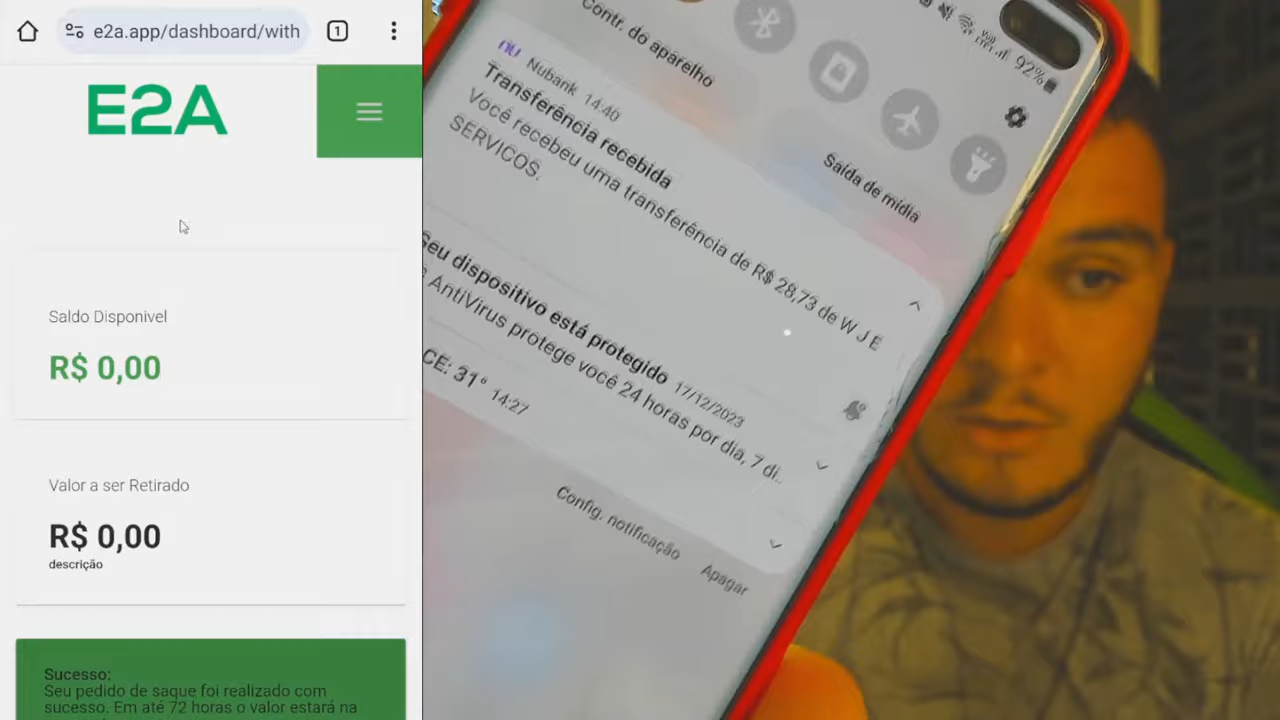 e2a.app/dashboard/with
1
E2A
Saldo Disponivel
R$ 0,00
Valor a ser Retirado
R$ 0,00
descrição
Sucesso:
Seu pedido de saque foi realizado com
sucesso. Em até 72 horas o valor estará na
Contr. do aparelho
Saída de mídia
92%
nu Nubank 14:40
Transferência recebida
Você recebeu uma transferência de R$ 28,73 de W J E
SERVICOS.
Seu dispositivo está protegido 17/12/2023
AntiVirus protege você 24 horas por dia, 7 di..
CE: 31° 14:27
Config. notificação
Apagar